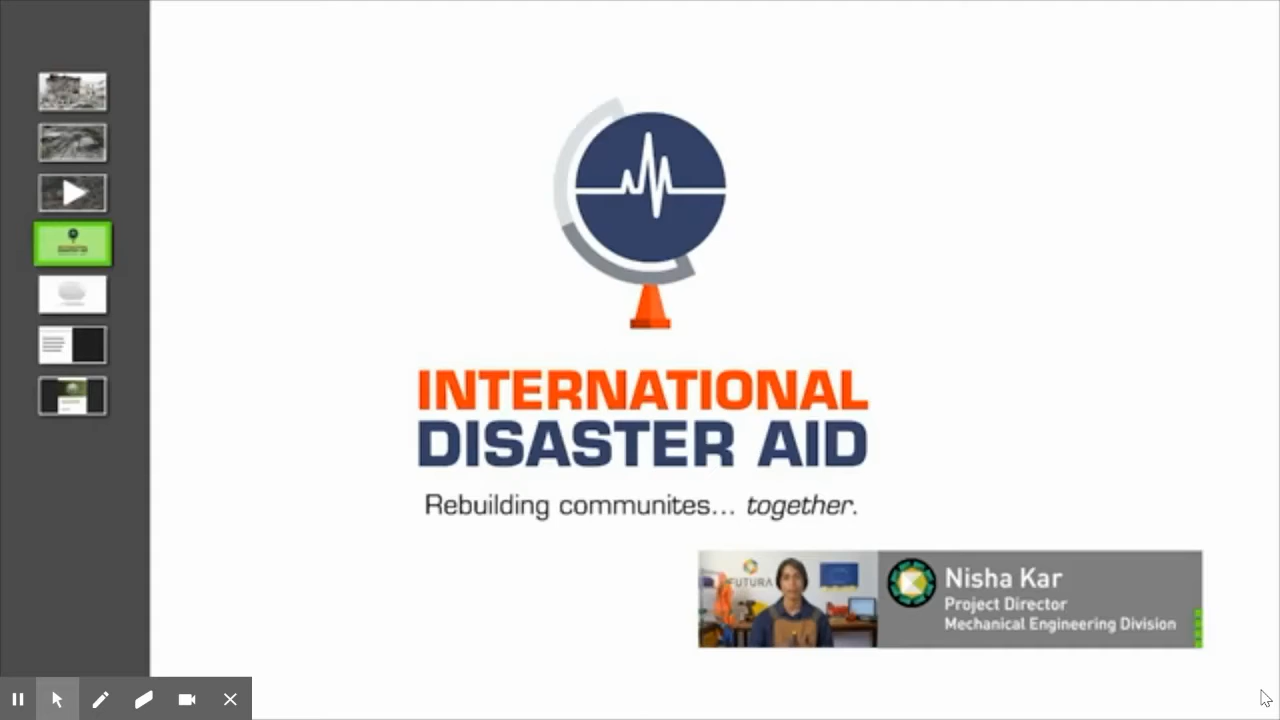 INTERNATIONAL
DISASTER AID
Rebuilding communites... together.
FUTURA
Nisha Kar
Project Director
Mechanical Engineering Division